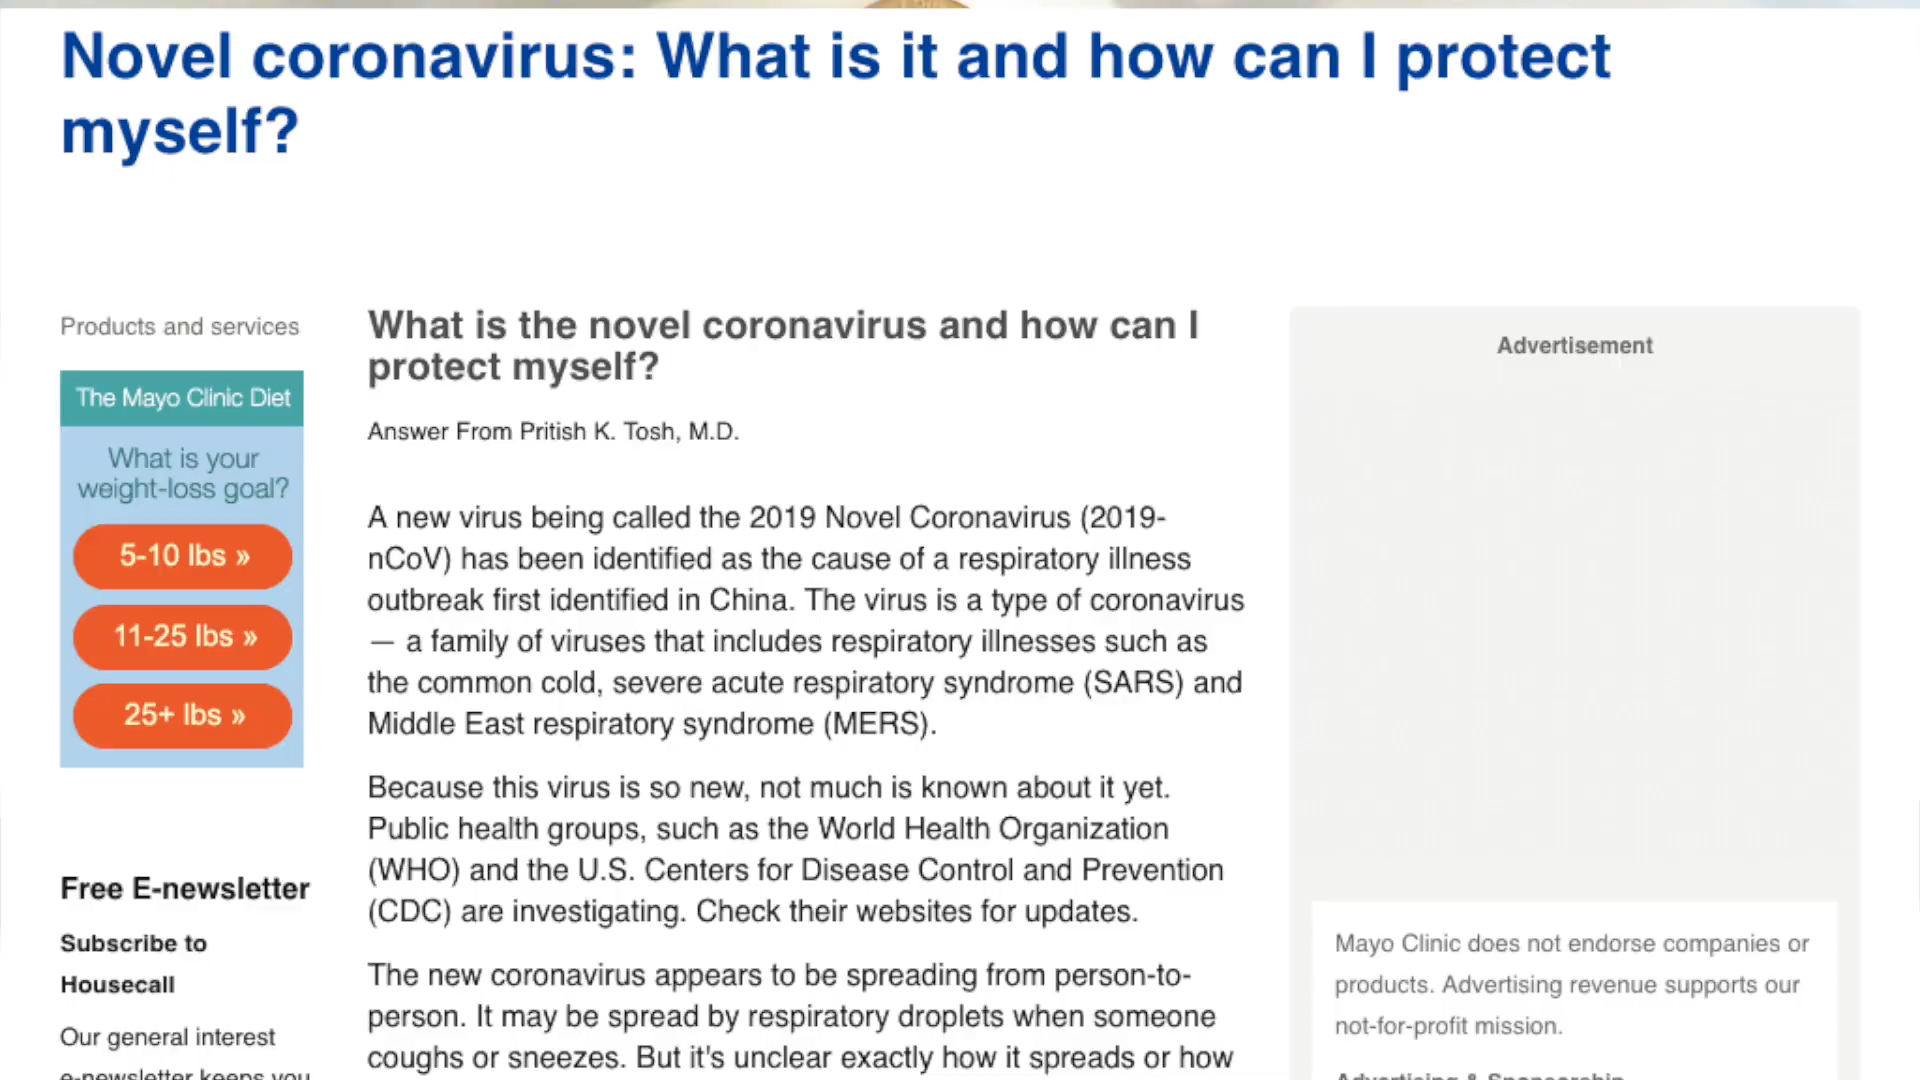 Novel coronavirus: What is it and how can I protect
myself?
Products and services
The Mayo Clinic Diet
What is your
weight-loss goal?
5-10 lbs »
11-25 lbs »
25+ lbs »
Free E-newsletter
Subscribe to
Housecall
Our general interest
e-newsletter keeps you
What is the novel coronavirus and how can I
protect myself?
Answer From Pritish K. Tosh, M.D.
A new virus being called the 2019 Novel Coronavirus (2019-
nCoV) has been identified as the cause of a respiratory illness
outbreak first identified in China. The virus is a type of coronavirus
— a family of viruses that includes respiratory illnesses such as
the common cold, severe acute respiratory syndrome (SARS) and
Middle East respiratory syndrome (MERS).
Because this virus is so new, not much is known about it yet.
Public health groups, such as the World Health Organization
(WHO) and the U.S. Centers for Disease Control and Prevention
(CDC) are investigating. Check their websites for updates.
The new coronavirus appears to be spreading from person-to-
person. It may be spread by respiratory droplets when someone
coughs or sneezes. But it's unclear exactly how it spreads or how
Advertisement
Mayo Clinic does not endorse companies or
products. Advertising revenue supports our
not-for-profit mission.
Advertising & Sponsorship